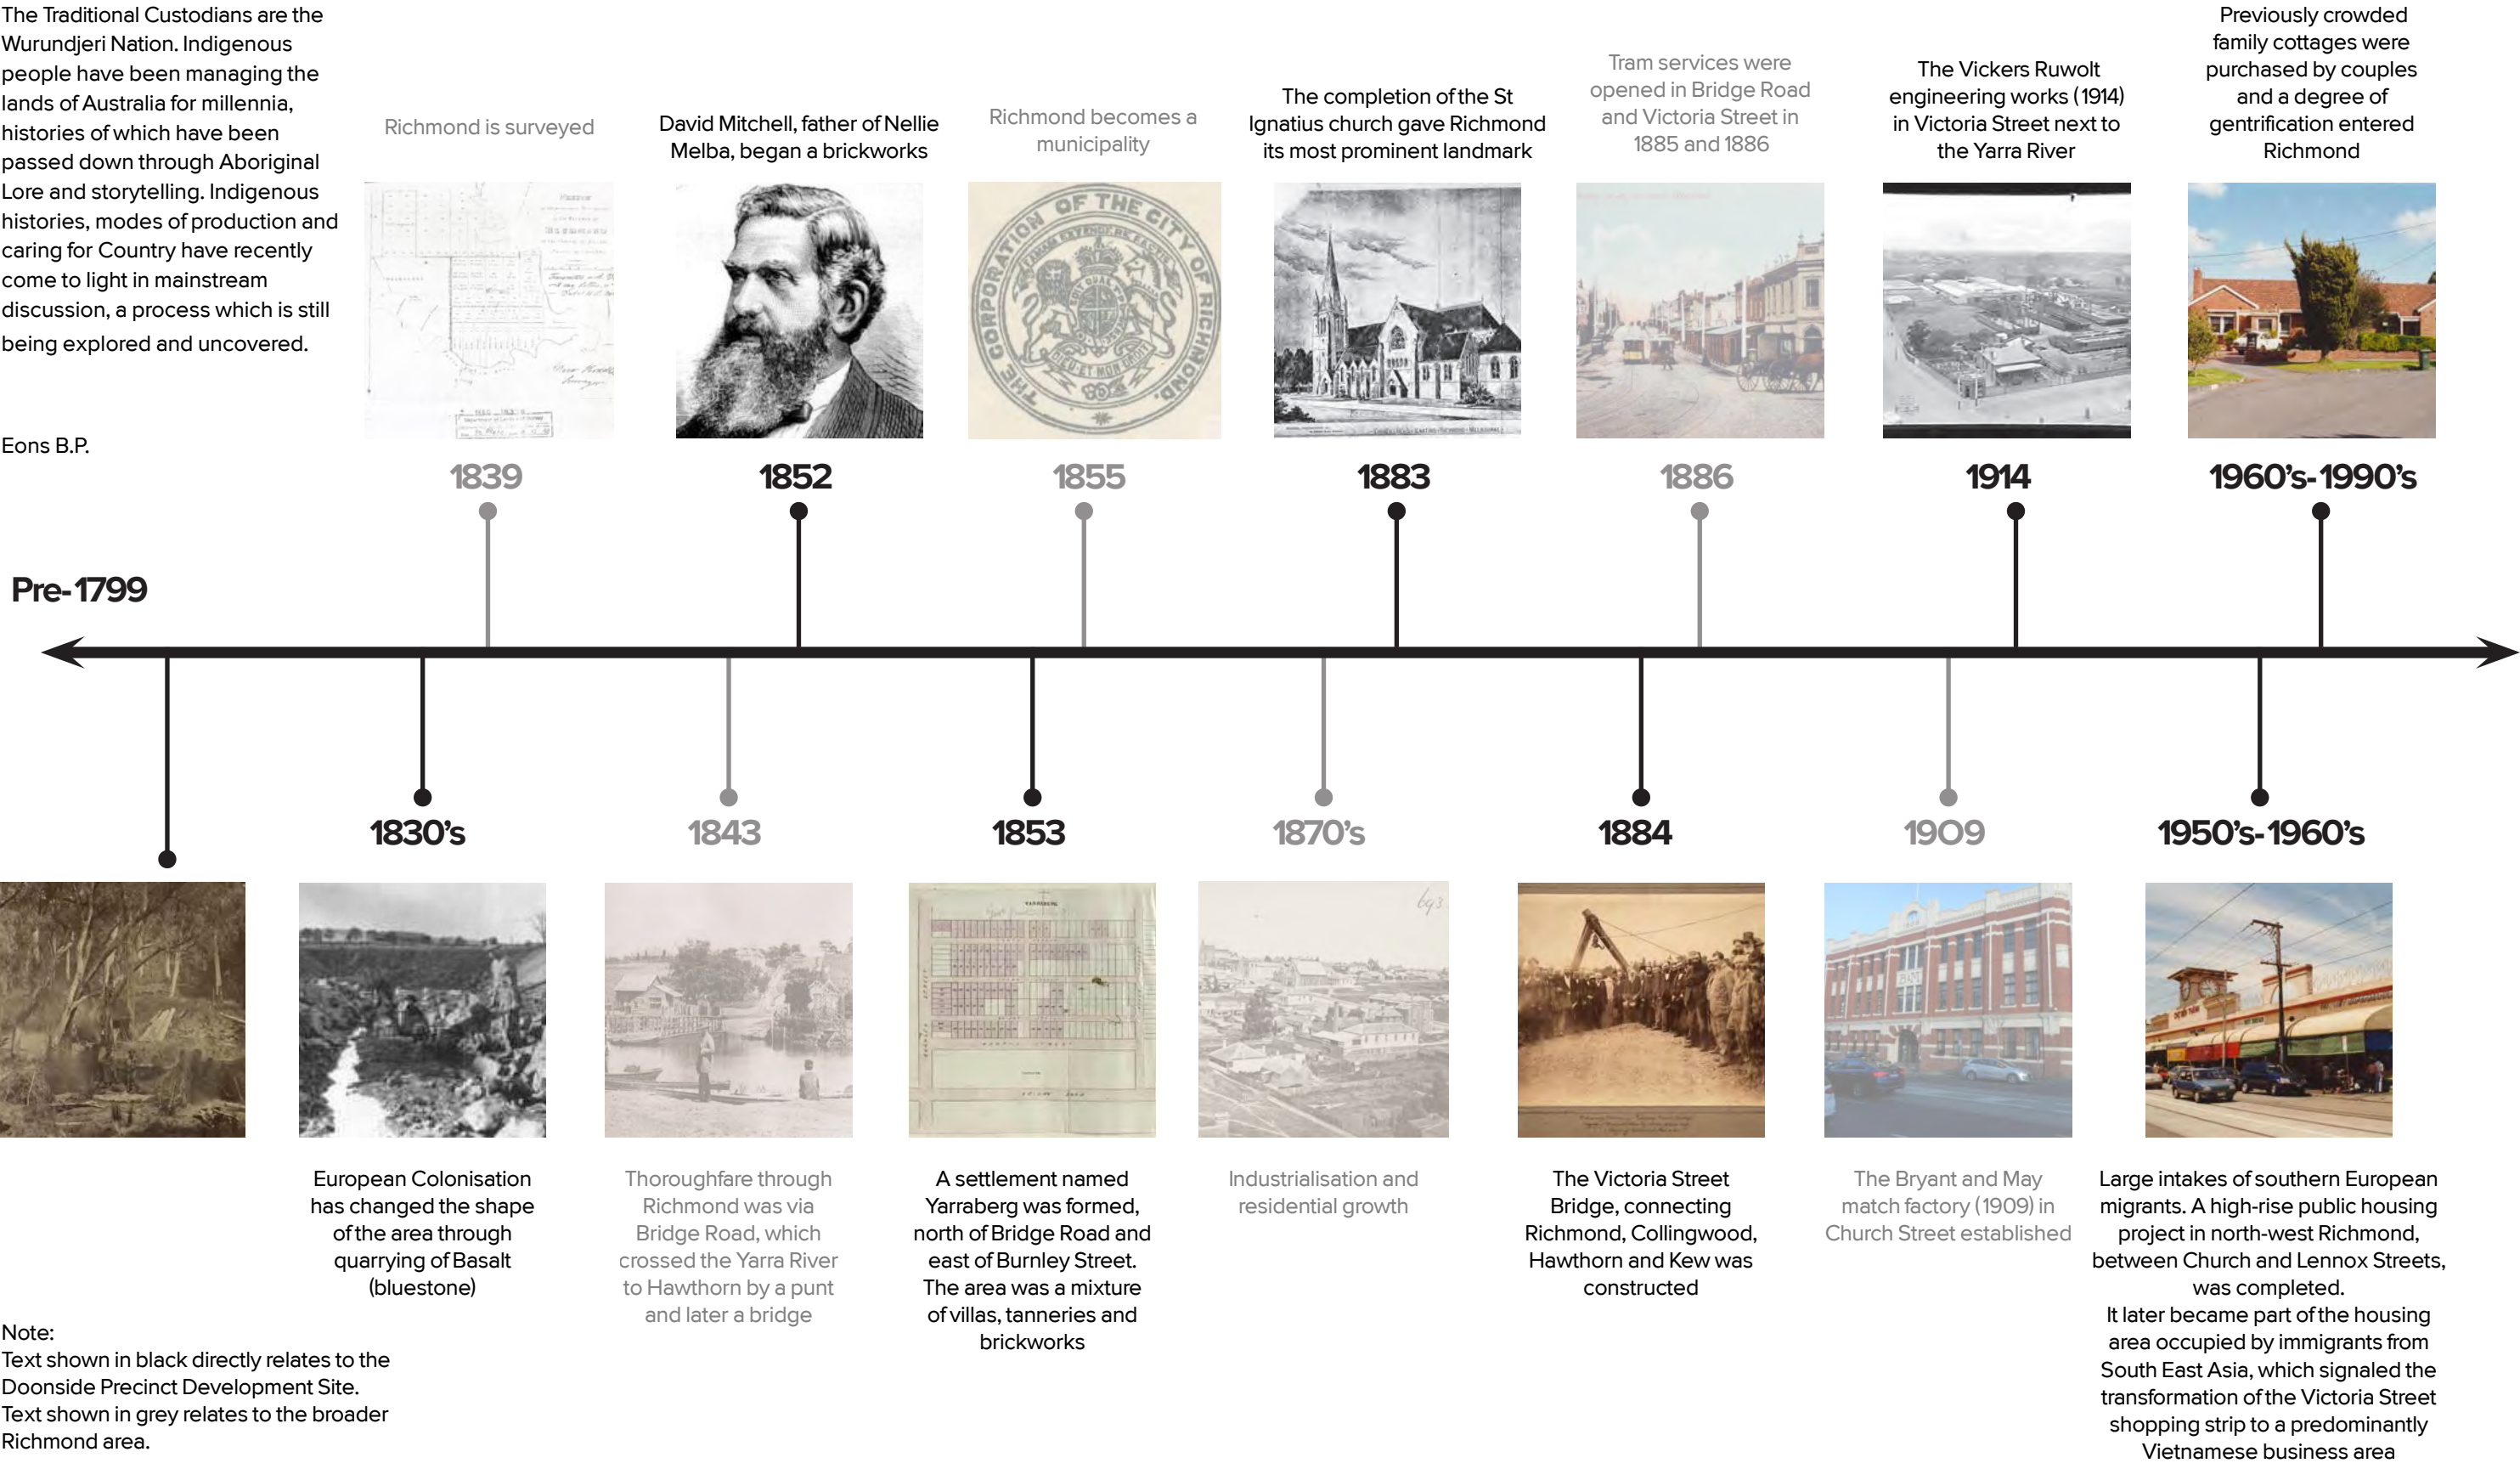 The Traditional Custodians are the
Wurundjeri Nation. Indigenous
people have been managing the
lands of Australia for millennia,
histories of which have been
passed down through Aboriginal
Lore and storytelling. Indigenous
histories, modes of production and
caring for Country have recently
come to light in mainstream
discussion, a process which is still
being explored and uncovered.
Eons B.P.
Pre-1799
Richmond is surveyed
1839
David Mitchell, father of Nellie
Melba, began a brickworks
1852
Richmond becomes a
municipality
THE CORPORATION OF THE CITY OF RICHMOND.
1855
The completion of the St
Ignatius church gave Richmond
its most prominent landmark
1883
Tram services were
opened in Bridge Road
and Victoria Street in
1885 and 1886
1886
The Vickers Ruwolt
engineering works (1914)
in Victoria Street next to
the Yarra River
1914
Previously crowded
family cottages were
purchased by couples
and a degree of
gentrification entered
Richmond
1960's-1990's
1830's
European Colonisation
has changed the shape
of the area through
quarrying of Basalt
(bluestone)
1843
Thoroughfare through
Richmond was via
Bridge Road, which
crossed the Yarra River
to Hawthorn by a punt
and later a bridge
1853
A settlement named
Yarraberg was formed,
north of Bridge Road and
east of Burnley Street.
The area was a mixture
of villas, tanneries and
brickworks
1870's
693
Industrialisation and
residential growth
1884
The Victoria Street
Bridge, connecting
Richmond, Collingwood,
Hawthorn and Kew was
constructed
1909
The Bryant and May
match factory (1909) in
Church Street established
1950's-1960's
Large intakes of southern European
migrants. A high-rise public housing
project in north-west Richmond,
between Church and Lennox Streets,
was completed.
It later became part of the housing
area occupied by immigrants from
South East Asia, which signaled the
transformation of the Victoria Street
shopping strip to a predominantly
Vietnamese business area
Note:
Text shown in black directly relates to the
Doonside Precinct Development Site.
Text shown in grey relates to the broader
Richmond area.